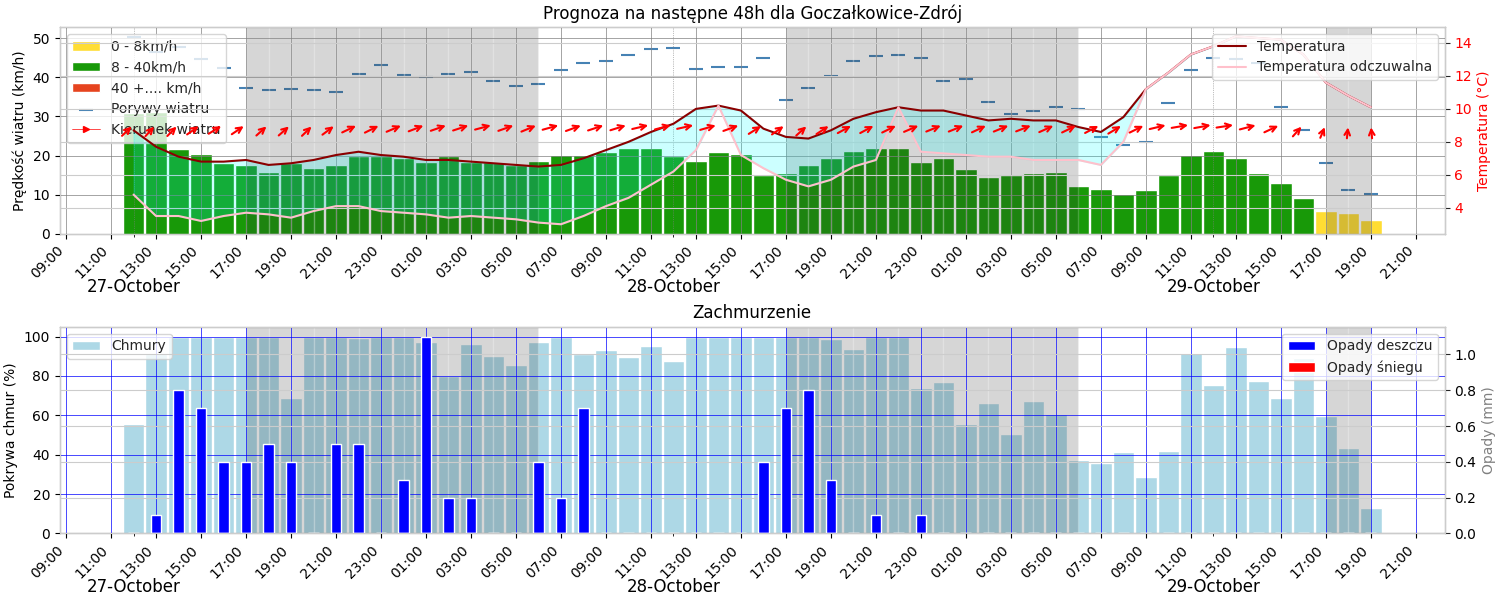 Prognoza na następne 48h dla Goczałkowice-Zdrój
Prędkość wiatru (km/h)
50
40
30
20
10
0
0 - 8km/h
8 - 40km/h
40 +.... km/h
Porywy wiatru
Kierunek wiatru
Temperatura
Temperatura odczuwalna
14
12
10
8
6
4
Temperatura (°C)
09:00 11:00 13:00 15:00 17:00 19:00 21:00 23:00 01:00 03:00 05:00 07:00 09:00 11:00 13:00 15:00 17:00 19:00 21:00 23:00 01:00 03:00 05:00 07:00 09:00 11:00 13:00 15:00 17:00 19:00 21:00
27-October 28-October 29-October
Zachmurzenie
Pokrywa chmur (%)
100
80
60
40
20
0
Chmury
Opady deszczu
Opady śniegu
1.0
0.8
0.6
0.4
0.2
0.0
Opady (mm)
09:00 11:00 13:00 15:00 17:00 19:00 21:00 23:00 01:00 03:00 05:00 07:00 09:00 11:00 13:00 15:00 17:00 19:00 21:00 23:00 01:00 03:00 05:00 07:00 09:00 11:00 13:00 15:00 17:00 19:00 21:00
27-October 28-October 29-October